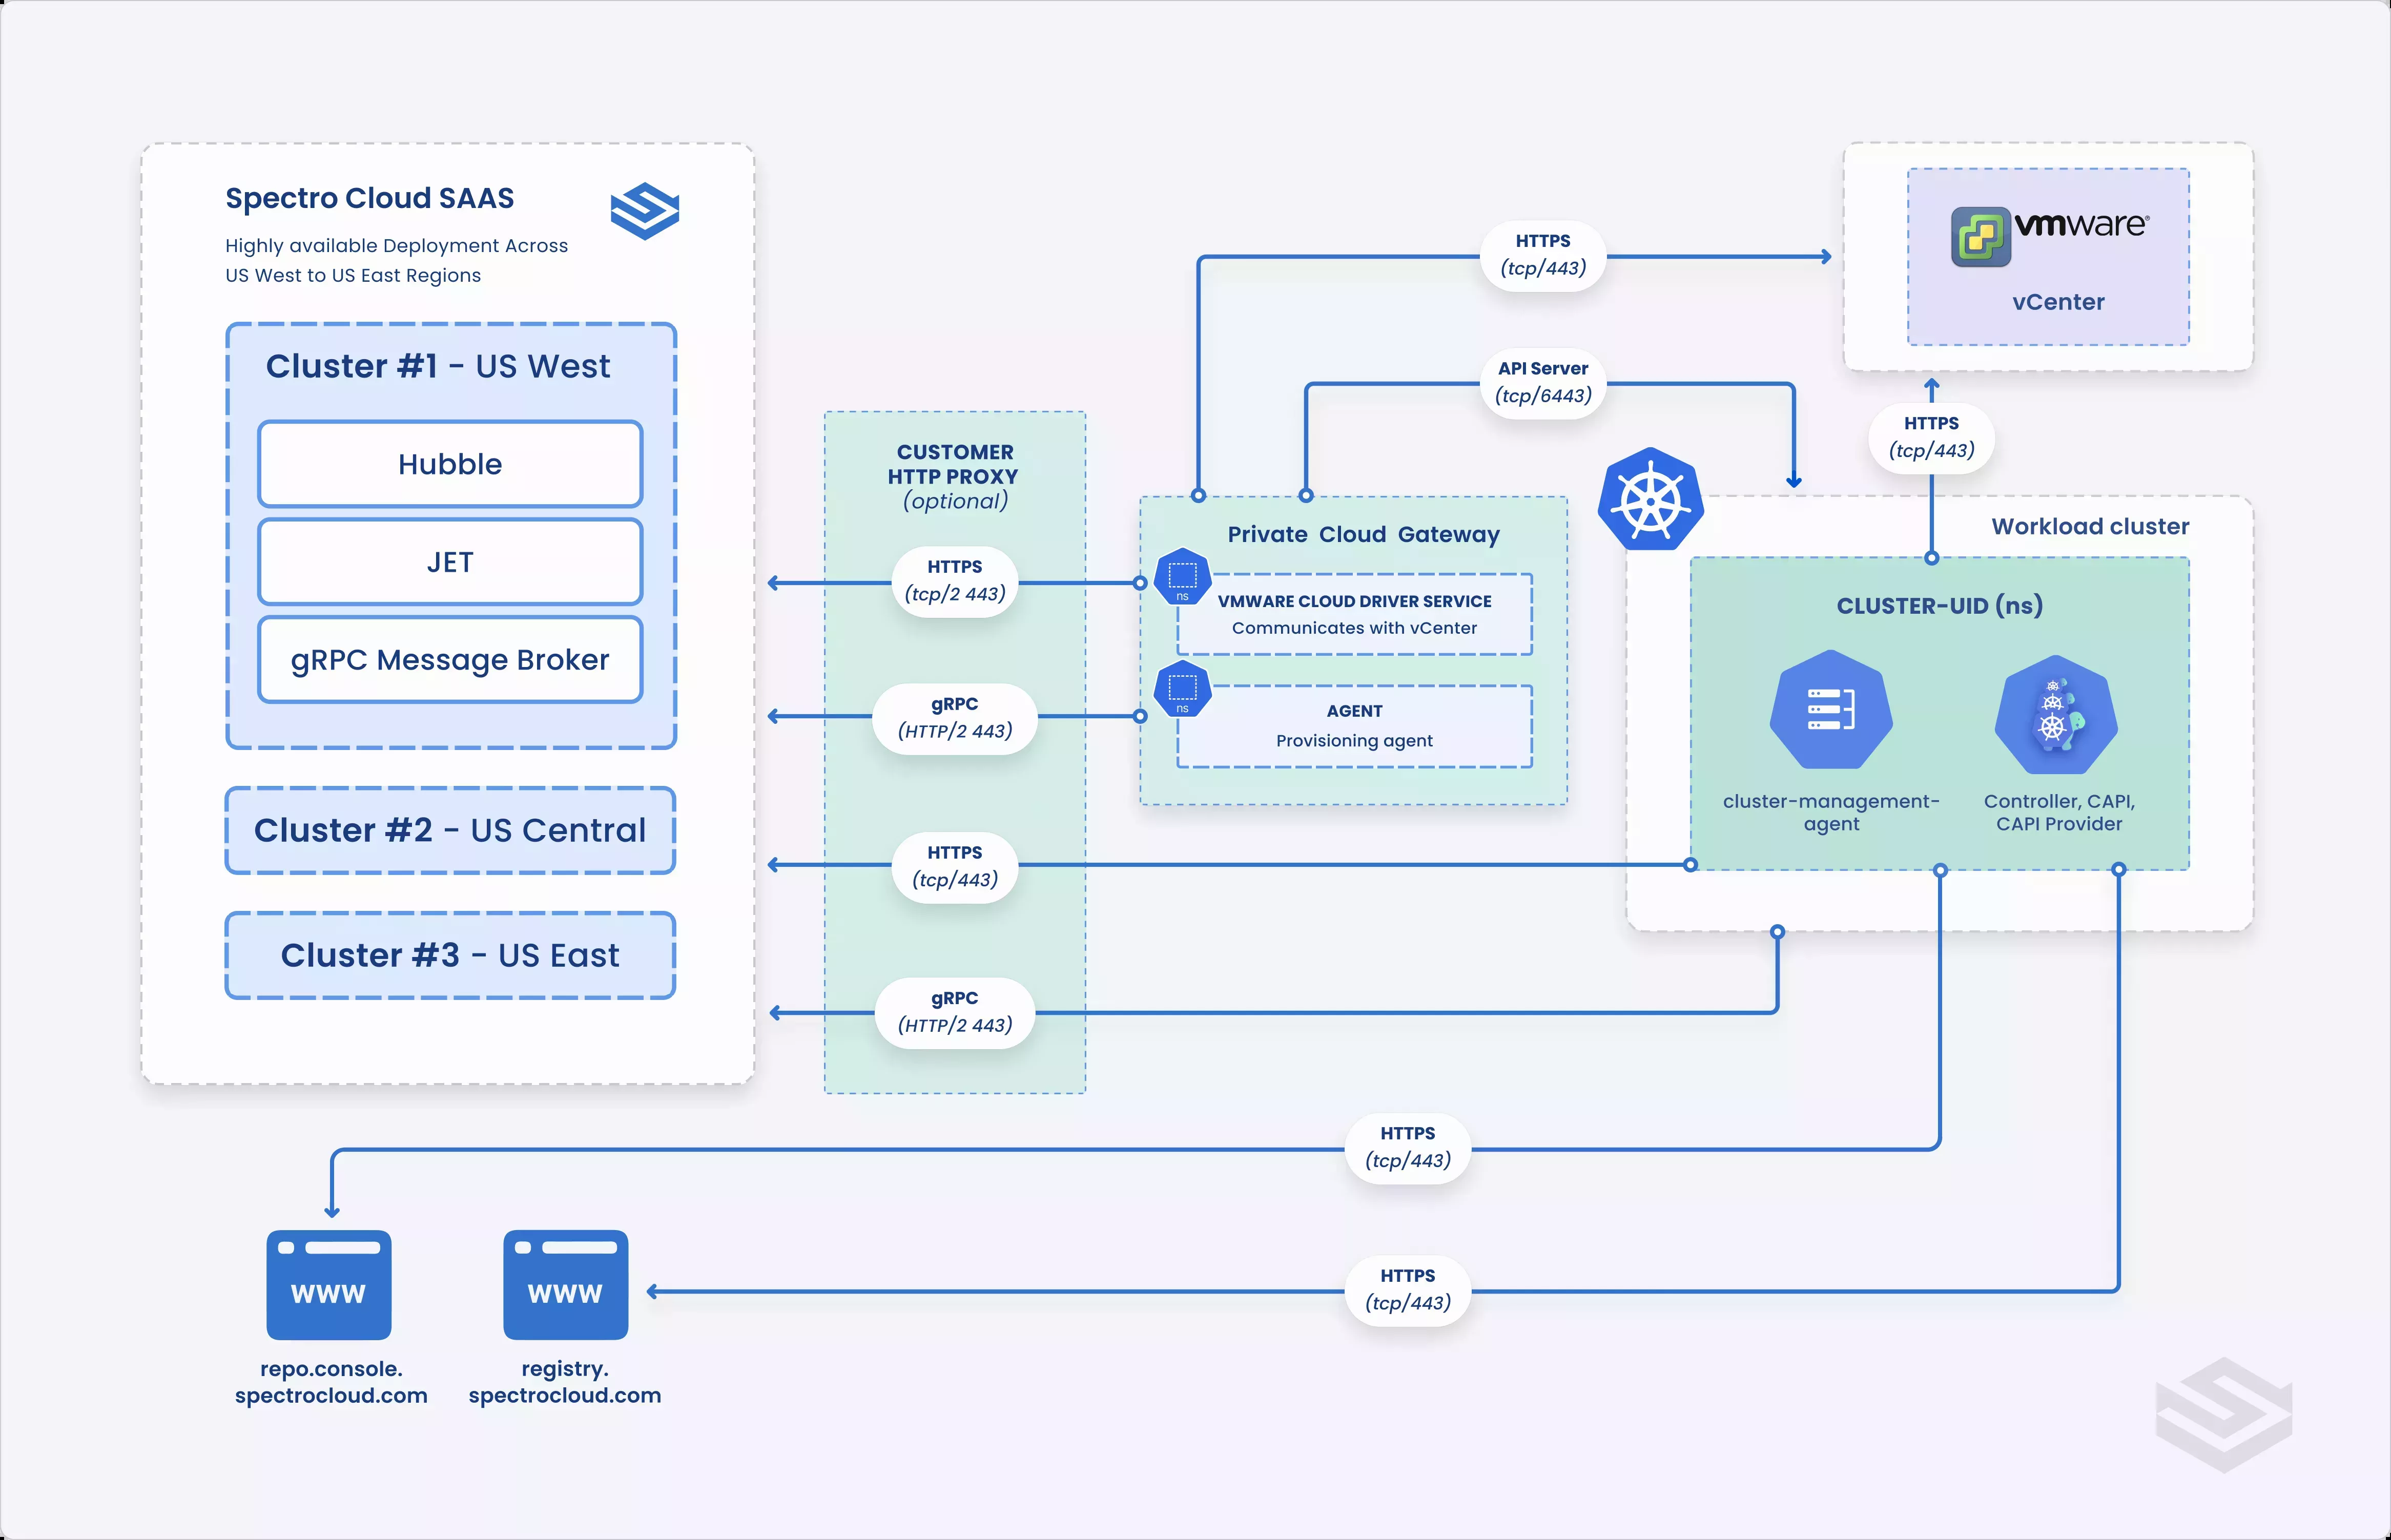 Spectro Cloud SAAS
Highly available Deployment Across
US West to US East Regions
Cluster #1 - US West
Hubble
JET
gRPC Message Broker
Cluster #2 - US Central
Cluster #3 - US East
CUSTOMER
HTTP PROXY
(optional)
HTTPS
(tcp/2 443)
gRPC
(HTTP/2 443)
HTTPS
(tcp/443)
gRPC
(HTTP/2 443)
Private Cloud Gateway
ns
VMWARE CLOUD DRIVER SERVICE
Communicates with vCenter
ns
AGENT
Provisioning agent
HTTPS
(tcp/443)
API Server
(tcp/6443)
vmware®
vCenter
HTTPS
(tcp/443)
Workload cluster
CLUSTER-UID (ns)
cluster-management-
agent
Controller, CAPI,
CAPI Provider
HTTPS
(tcp/443)
HTTPS
(tcp/443)
www
repo.console.
spectrocloud.com
www
registry.
spectrocloud.com